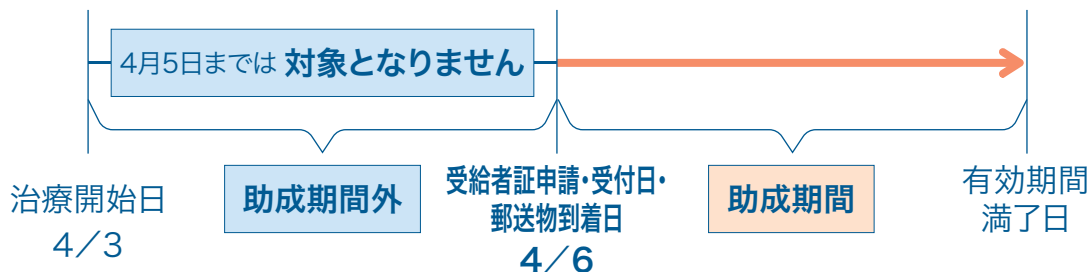 4月5日までは 対象となりません
治療開始日
4／3
助成期間外
受給者証申請・受付日・
郵送物到着日
4／6
助成期間
有効期間
満了日